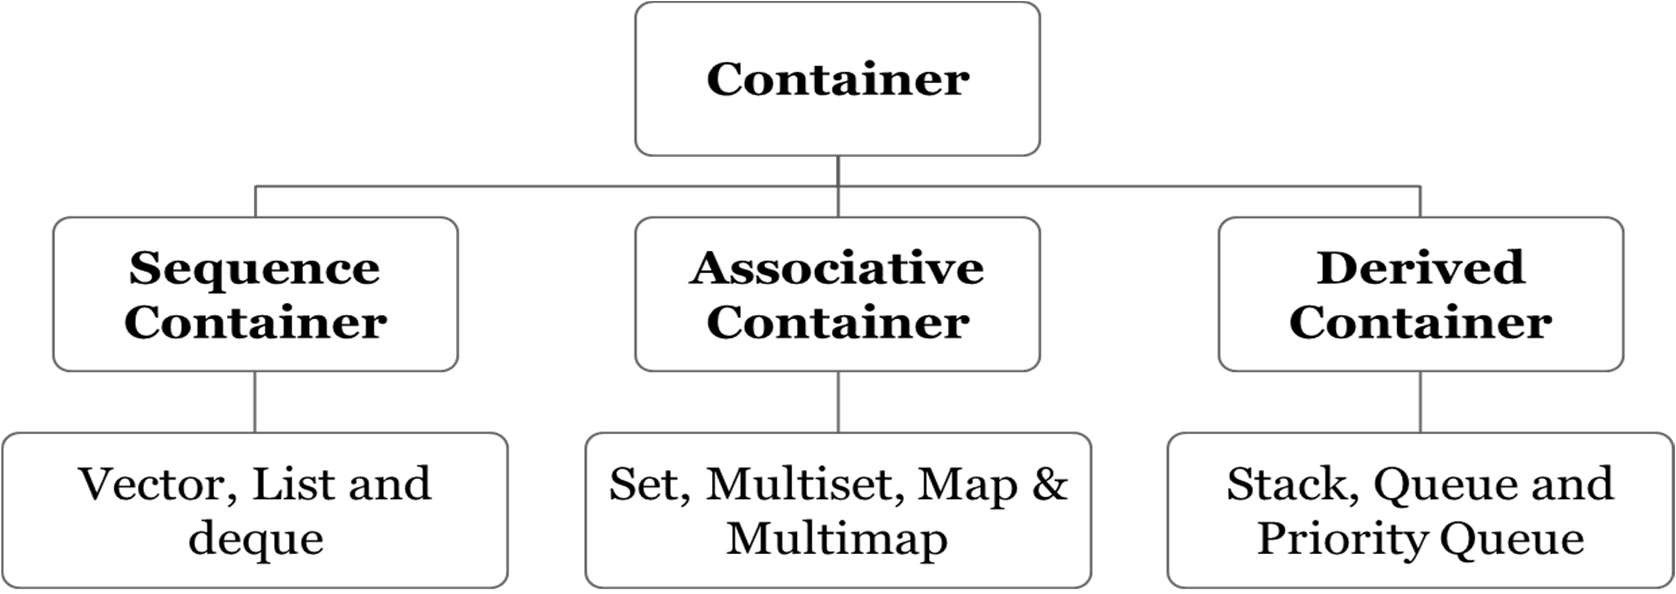 Container
Sequence
Container
Associative
Container
Derived
Container
Vector, List and
deque
Set, Multiset, Map &
Multimap
Stack, Queue and
Priority Queue